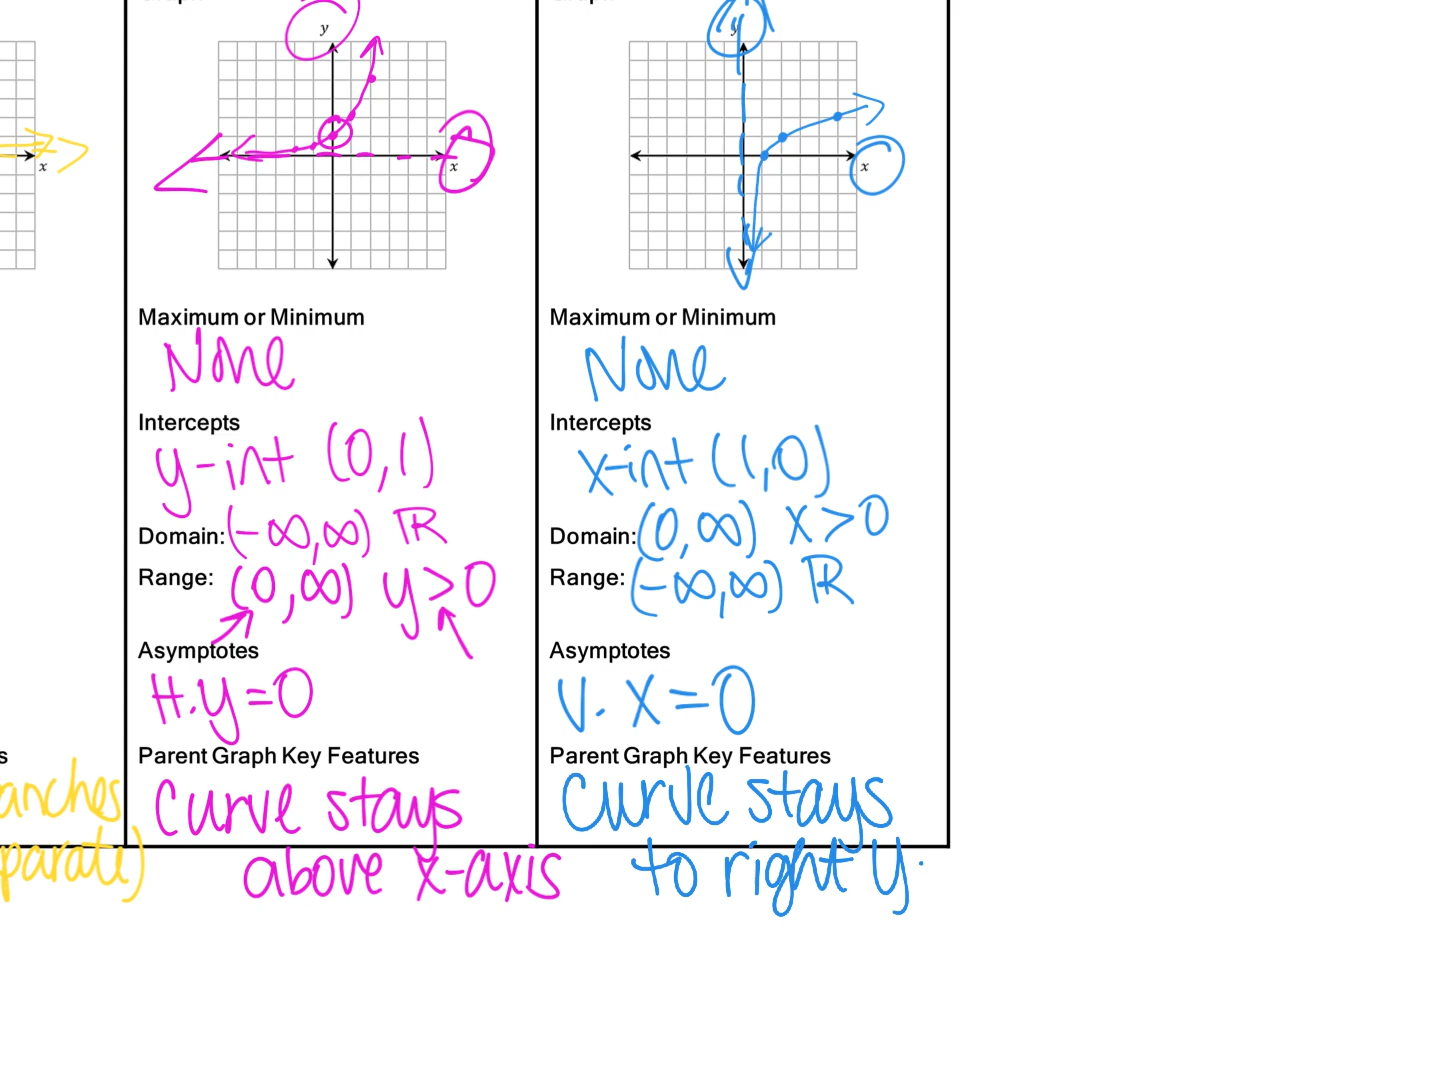 y
x
Maximum or Minimum
None
Intercepts
y-int (0,1)
Domain: (-∞,∞) ℝ
Range: (0,∞) y>0
Asymptotes
H. y=0
Parent Graph Key Features
Curve stays
above x-axis
y
x
Maximum or Minimum
None
Intercepts
x-int (1,0)
Domain: (0,∞) x>0
Range: (-∞,∞) ℝ
Asymptotes
V. x=0
Parent Graph Key Features
Curve stays
to right y.
x
s
anches
parate)